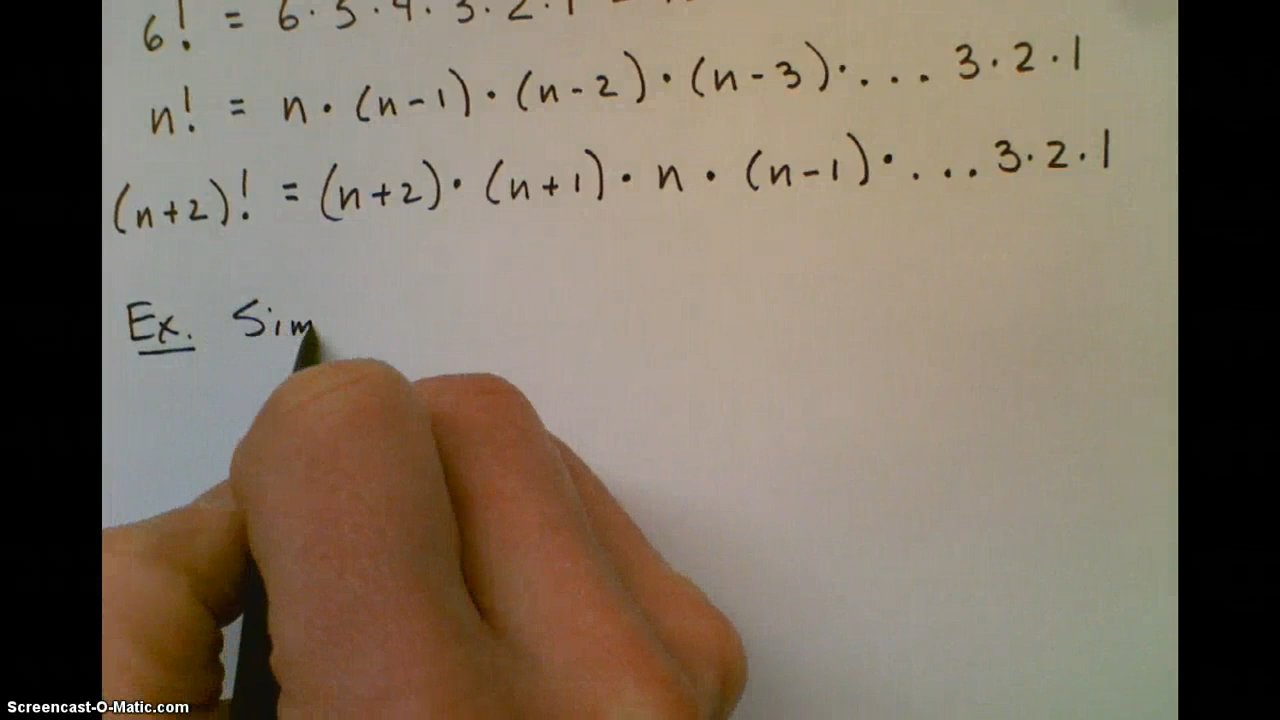 6! = 6 · 5 · 4 · 3 · 2 · 1 =
n! = n · (n-1) · (n-2) · (n-3) · ... 3 · 2 · 1
(n+2)! = (n+2) · (n+1) · n · (n-1) · ... 3 · 2 · 1
Ex. Sim
Screencast-O-Matic.com